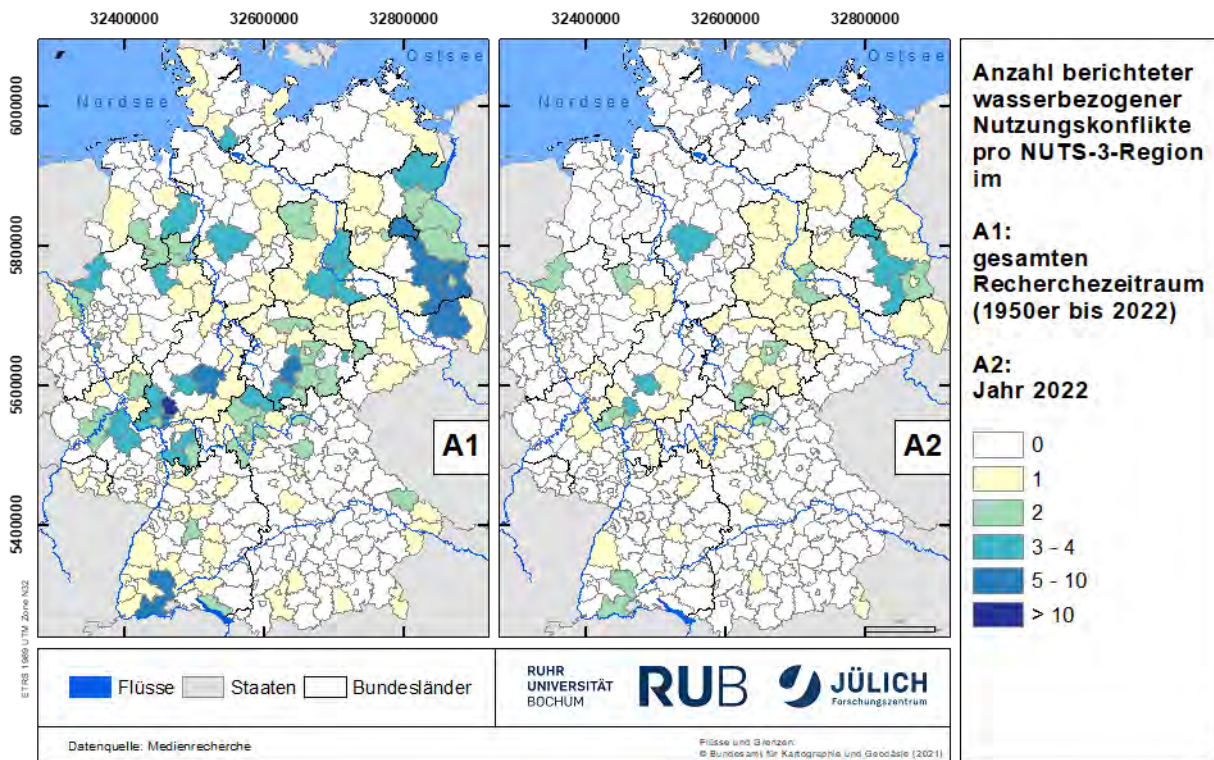 32400000 32600000 32800000
32400000 32600000 32800000
6000000
5800000
5600000
5400000
Nordsee
Ostsee
A1
Nordsee
Ostsee
A2
ETRS 1989 UTM Zone N32
Anzahl berichteter
wasserbezogener
Nutzungskonflikte
pro NUTS-3-Region
im
A1:
gesamten
Recherchezeitraum
(1950er bis 2022)
A2:
Jahr 2022
0
1
2
3 - 4
5 - 10
> 10
Flüsse
Staaten
Bundesländer
RUHR
UNIVERSITÄT
BOCHUM
RUB
JÜLICH
Forschungszentrum
Datenquelle: Medienrecherche
Flüsse und Grenzen:
© Bundesamt für Kartographie und Geodäsie (2021)